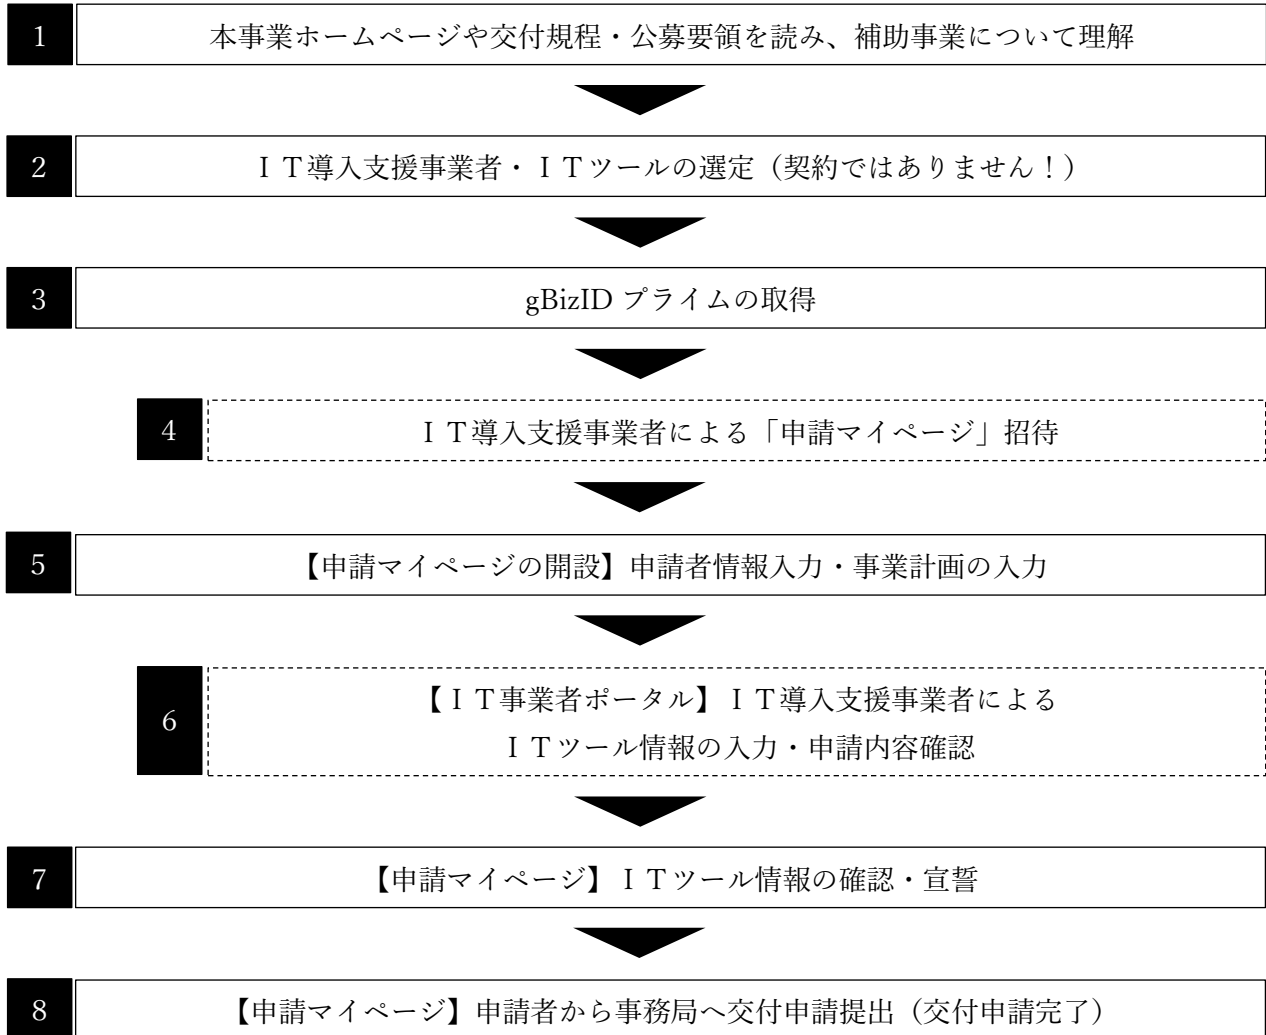 1 本事業ホームページや交付規程・公募要領を読み、補助事業について理解
2 ＩＴ導入支援事業者・ＩＴツールの選定（契約ではありません！）
3 gBizID プライムの取得
4 ＩＴ導入支援事業者による「申請マイページ」招待
5 【申請マイページの開設】申請者情報入力・事業計画の入力
6 【ＩＴ事業者ポータル】ＩＴ導入支援事業者による
ＩＴツール情報の入力・申請内容確認
7 【申請マイページ】ＩＴツール情報の確認・宣誓
8 【申請マイページ】申請者から事務局へ交付申請提出（交付申請完了）